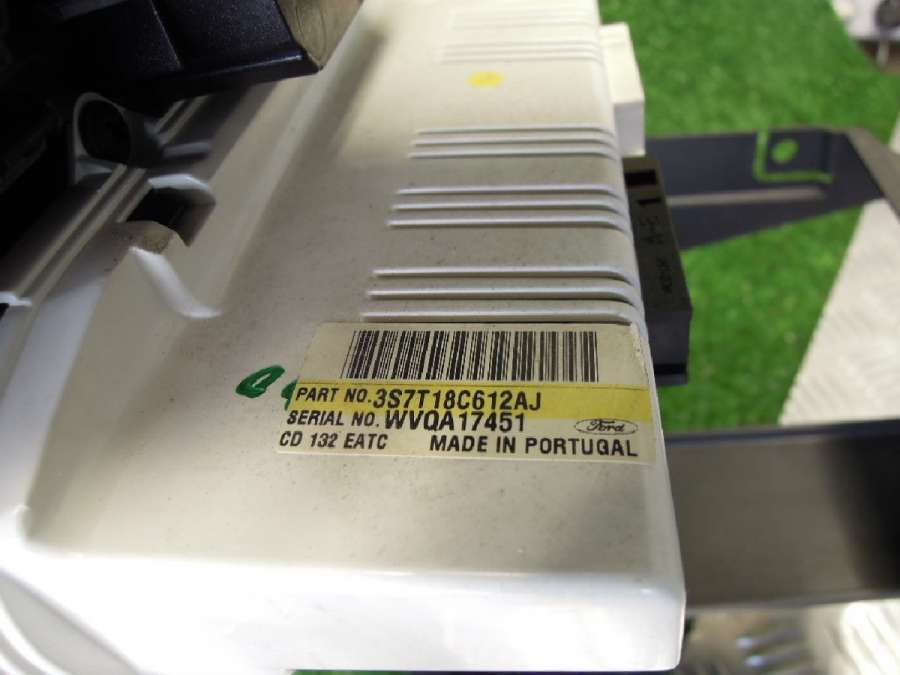 PART NO. 3S7T18C612AJ
SERIAL NO. WVQA17451
Ford
CD 132 EATC MADE IN PORTUGAL